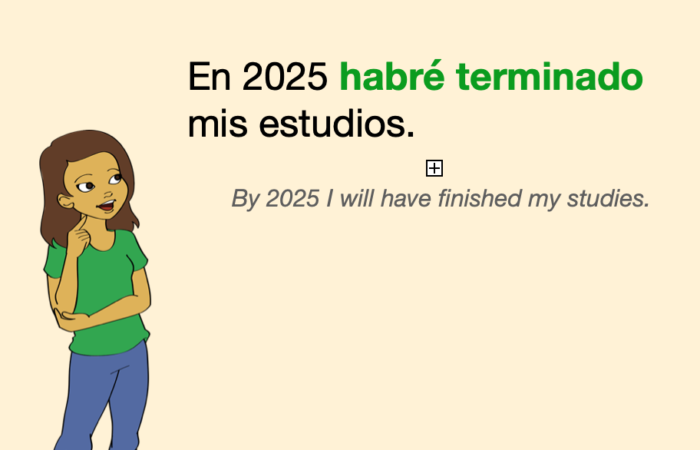 En 2025 habré terminado
mis estudios.
By 2025 I will have finished my studies.